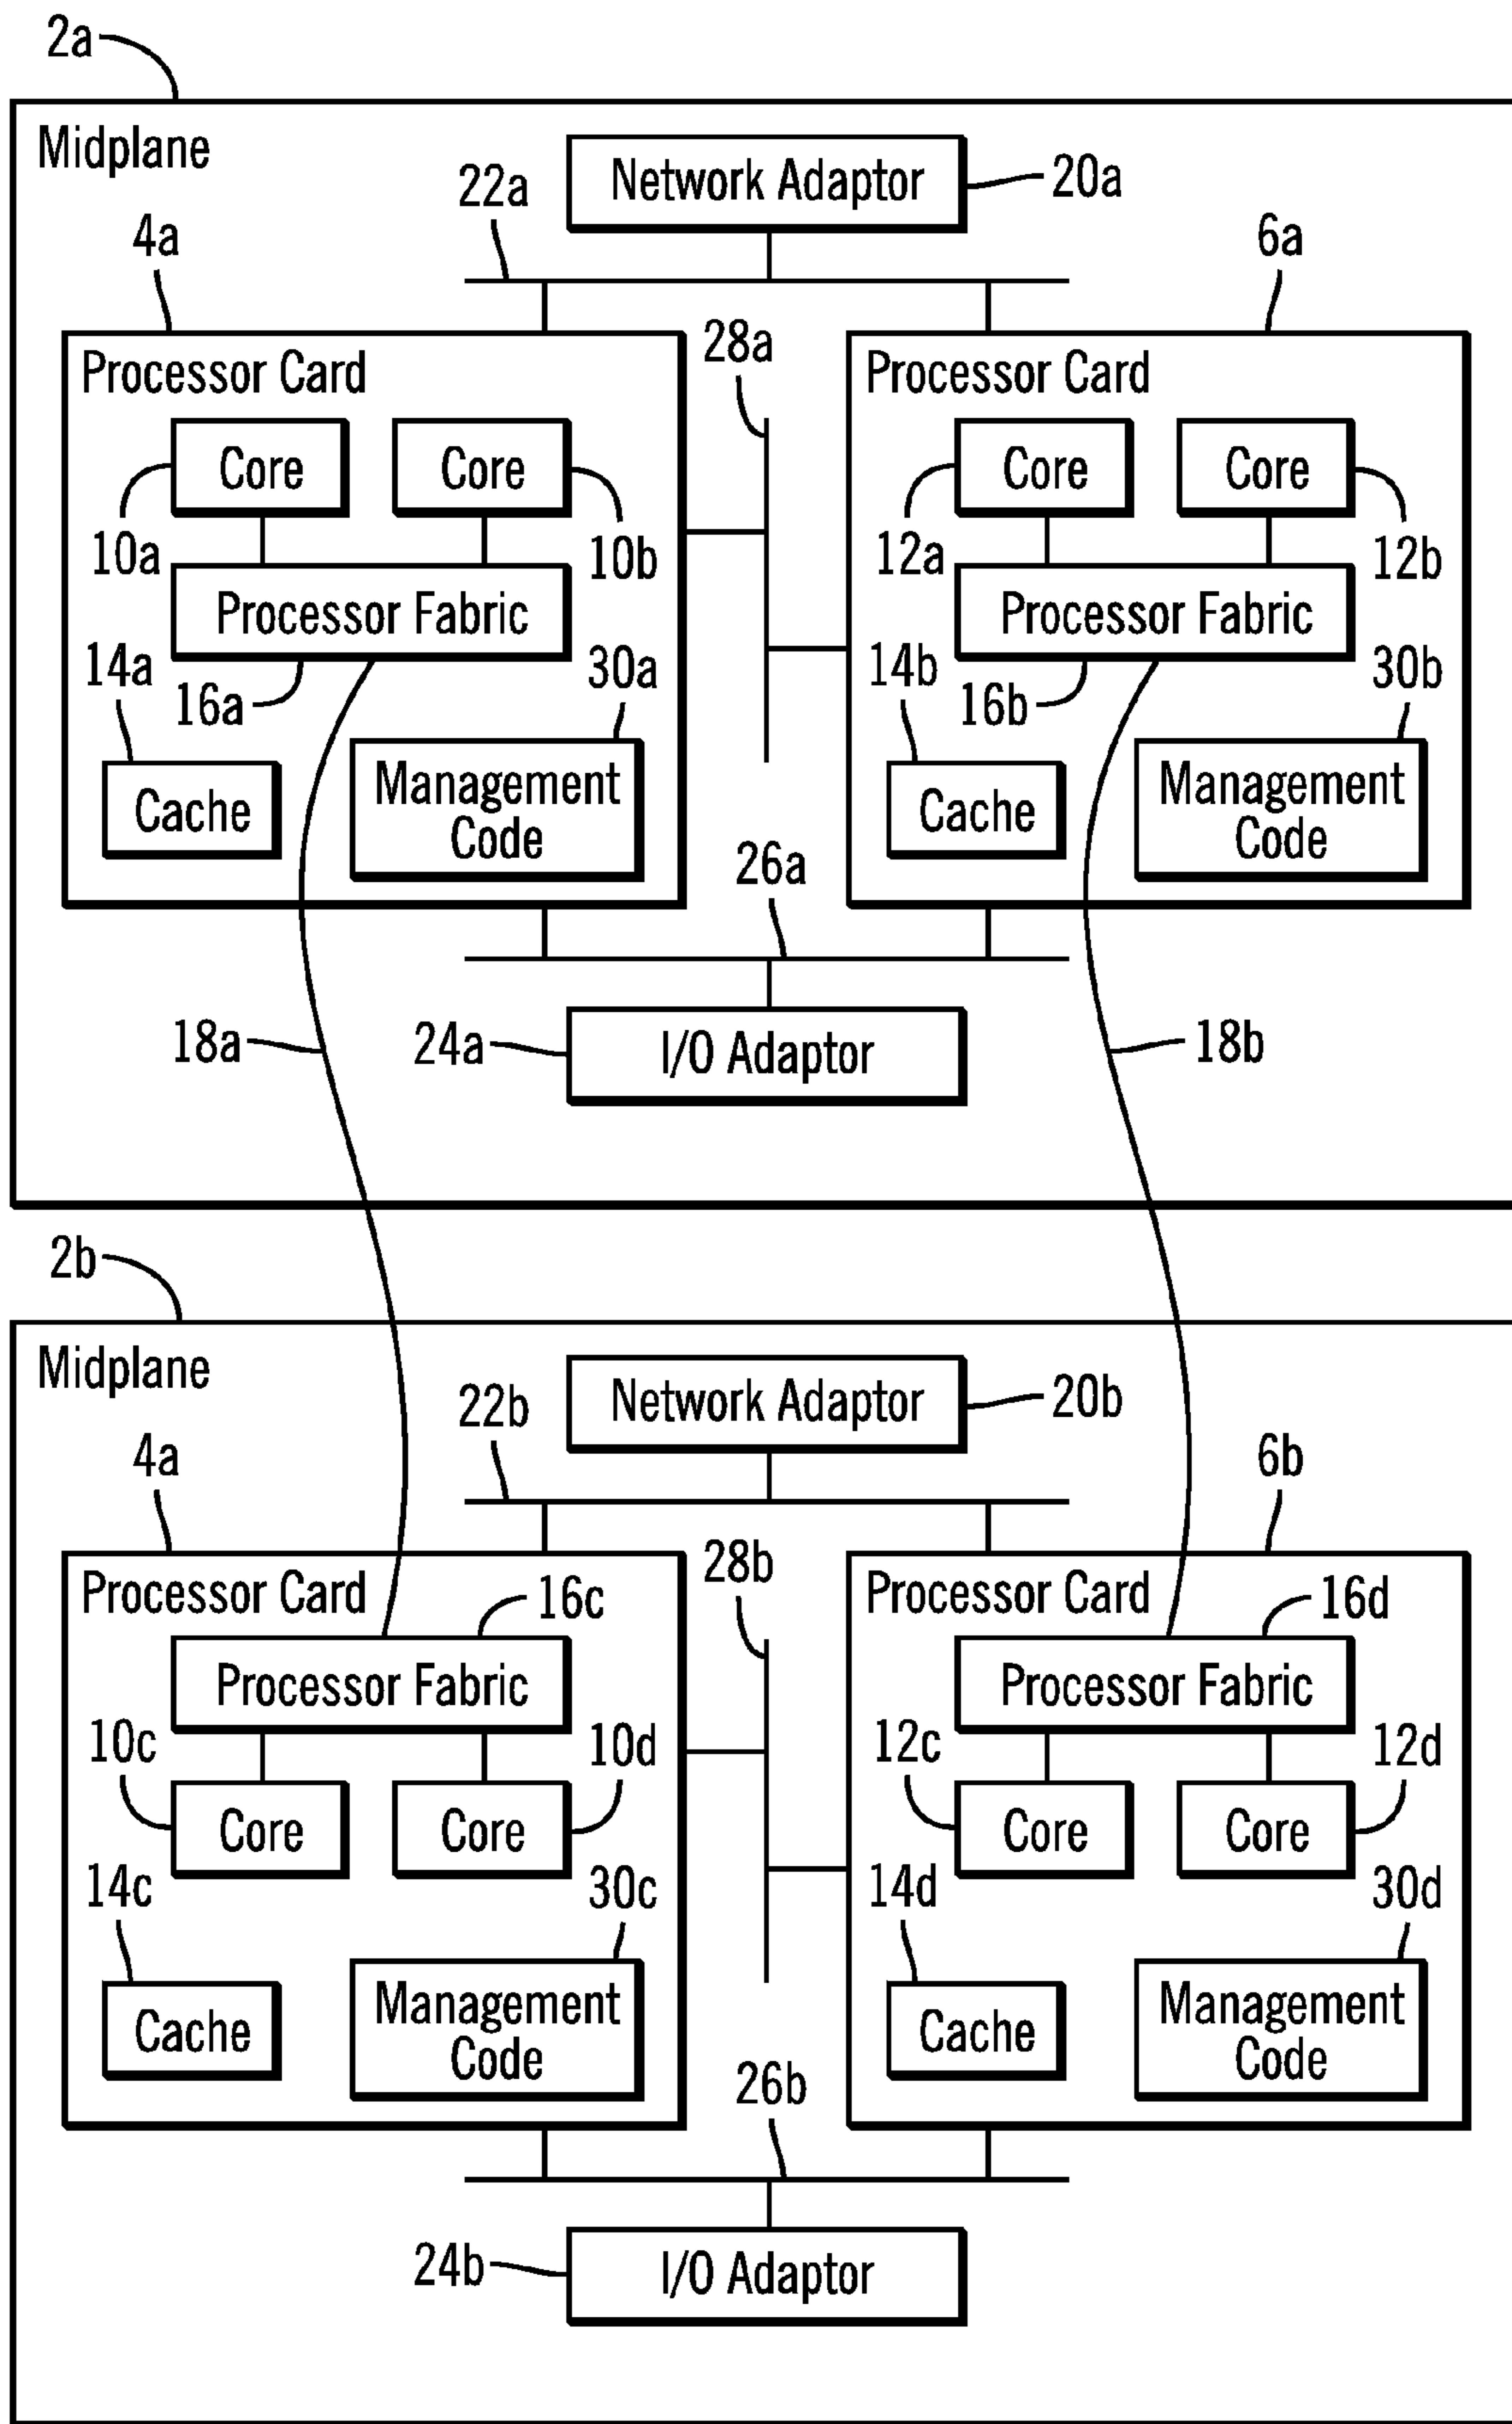 2a
Midplane
Network Adaptor
20a
22a
4a
6a
28a
Processor Card
Processor Card
Core
Core
Core
Core
10a
10b
12a
12b
Processor Fabric
Processor Fabric
14a
16a
30a
14b
16b
30b
Cache
Management
Code
Cache
Management
Code
26a
18a
24a
I/O Adaptor
18b
2b
Midplane
Network Adaptor
20b
22b
4a
6b
28b
Processor Card
16c
Processor Card
16d
Processor Fabric
Processor Fabric
10c
10d
12c
12d
Core
Core
Core
Core
14c
30c
14d
30d
Cache
Management
Code
Cache
Management
Code
26b
24b
I/O Adaptor